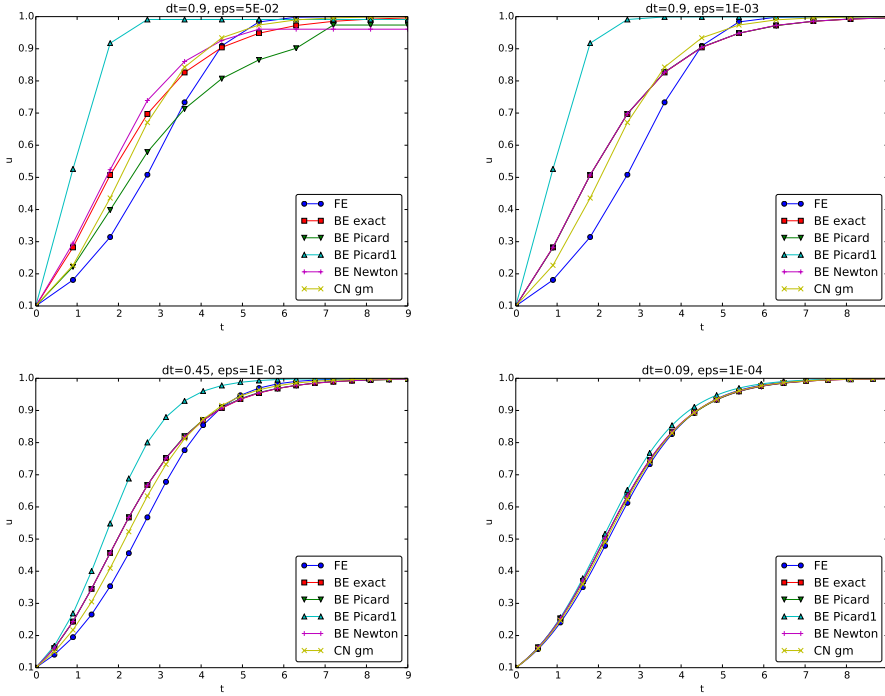 dt=0.9, eps=5E-02
1.0
0.9
0.8
0.7
0.6
0.5
0.4
0.3
0.2
0.1
u
0 1 2 3 4 5 6 7 8 9
t
FE
BE exact
BE Picard
BE Picard1
BE Newton
CN gm
dt=0.9, eps=1E-03
1.0
0.9
0.8
0.7
0.6
0.5
0.4
0.3
0.2
0.1
u
0 1 2 3 4 5 6 7 8
t
FE
BE exact
BE Picard
BE Picard1
BE Newton
CN gm
dt=0.45, eps=1E-03
1.0
0.9
0.8
0.7
0.6
0.5
0.4
0.3
0.2
0.1
u
0 1 2 3 4 5 6 7 8 9
t
FE
BE exact
BE Picard
BE Picard1
BE Newton
CN gm
dt=0.09, eps=1E-04
1.0
0.9
0.8
0.7
0.6
0.5
0.4
0.3
0.2
0.1
u
0 1 2 3 4 5 6 7 8
t
FE
BE exact
BE Picard
BE Picard1
BE Newton
CN gm